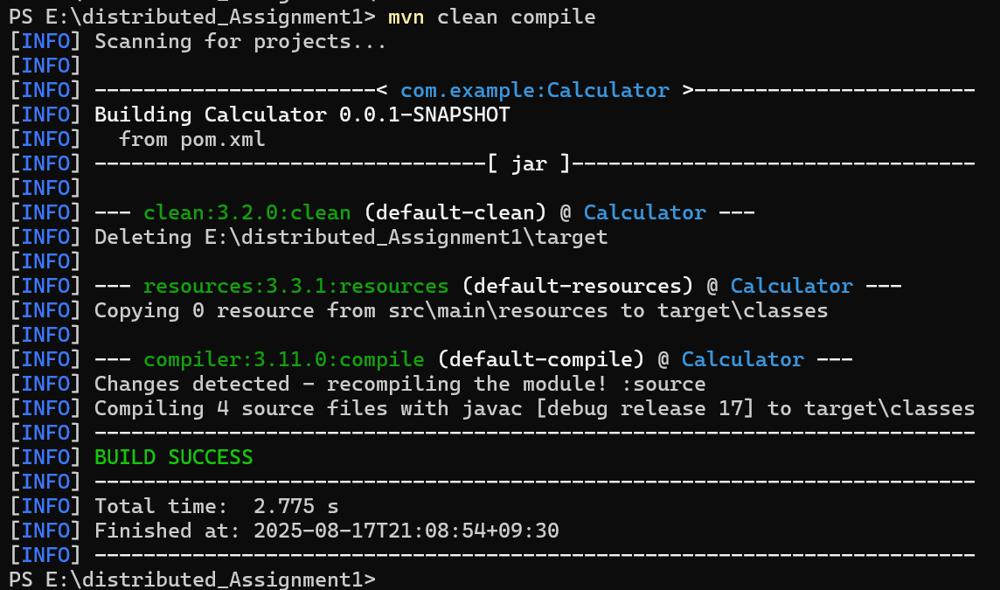 PS E:\distributed_Assignment1> mvn clean compile
[INFO] Scanning for projects...
[INFO]
[INFO] -----------------------< com.example:Calculator >-----------------------
[INFO] Building Calculator 0.0.1-SNAPSHOT
[INFO]   from pom.xml
[INFO] --------------------------------[ jar ]---------------------------------
[INFO]
[INFO] --- clean:3.2.0:clean (default-clean) @ Calculator ---
[INFO] Deleting E:\distributed_Assignment1\target
[INFO]
[INFO] --- resources:3.3.1:resources (default-resources) @ Calculator ---
[INFO] Copying 0 resource from src\main\resources to target\classes
[INFO]
[INFO] --- compiler:3.11.0:compile (default-compile) @ Calculator ---
[INFO] Changes detected - recompiling the module! :source
[INFO] Compiling 4 source files with javac [debug release 17] to target\classes
[INFO] ------------------------------------------------------------------------
[INFO] BUILD SUCCESS
[INFO] ------------------------------------------------------------------------
[INFO] Total time:  2.775 s
[INFO] Finished at: 2025-08-17T21:08:54+09:30
[INFO] ------------------------------------------------------------------------
PS E:\distributed_Assignment1>